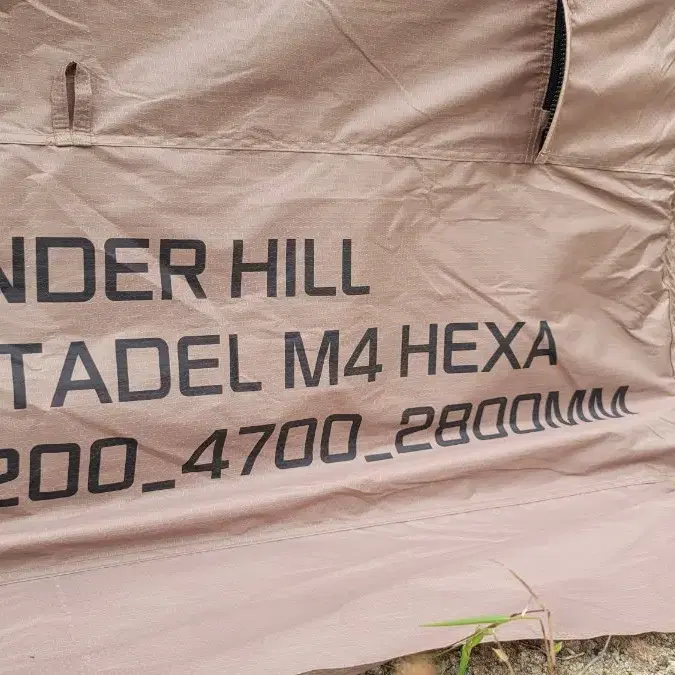 NDER HILL
TADEL M4 HEXA
200_4700_2800MM